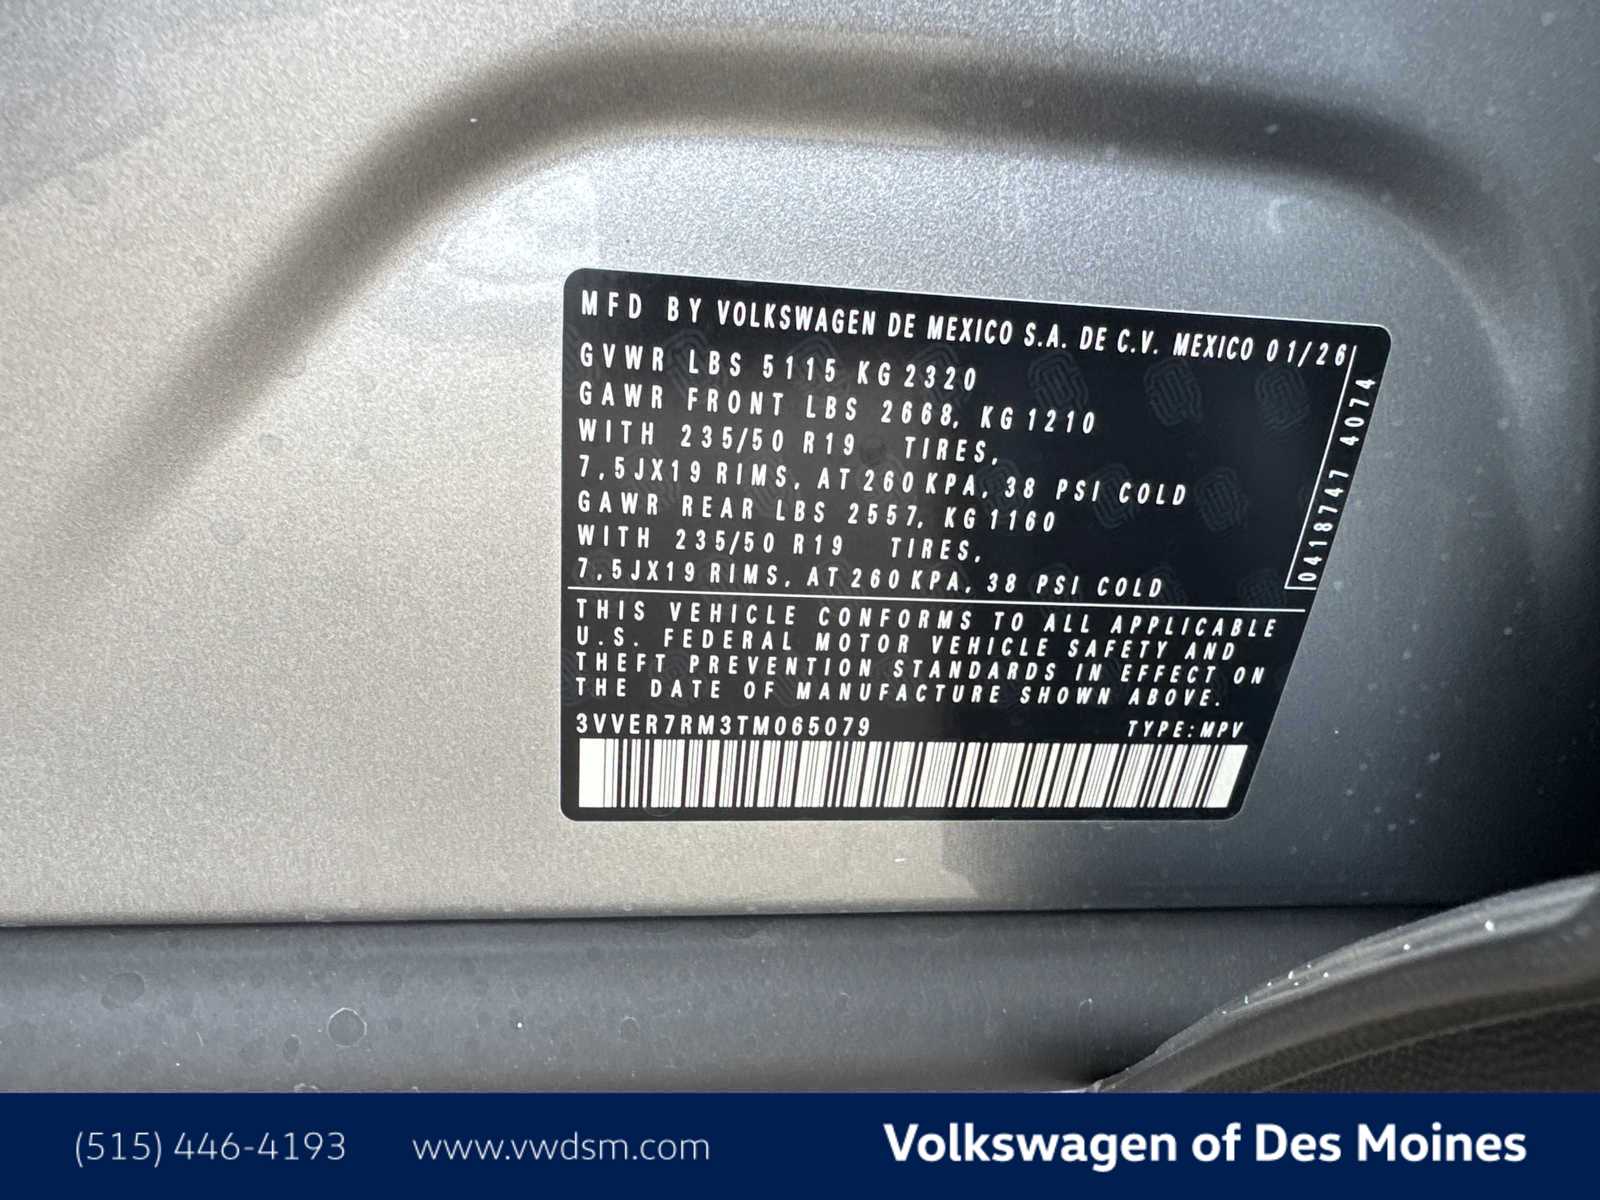 MFD BY VOLKSWAGEN DE MEXICO S.A. DE C.V. MEXICO 01/26
GVWR LBS 5115 KG 2320
GAWR FRONT LBS 2668, KG 1210
WITH 235/50 R19 TIRES,
7,5JX19 RIMS, AT 260 KPA, 38 PSI COLD
GAWR REAR LBS 2557, KG 1160
WITH 235/50 R19 TIRES,
7,5JX19 RIMS, AT 260 KPA, 38 PSI COLD
0418747 4074
THIS VEHICLE CONFORMS TO ALL APPLICABLE
U.S. FEDERAL MOTOR VEHICLE SAFETY AND
THEFT PREVENTION STANDARDS IN EFFECT ON
THE DATE OF MANUFACTURE SHOWN ABOVE.
3VVER7RM3TM065079 TYPE: MPV
(515) 446-4193 www.vwdsm.com Volkswagen of Des Moines